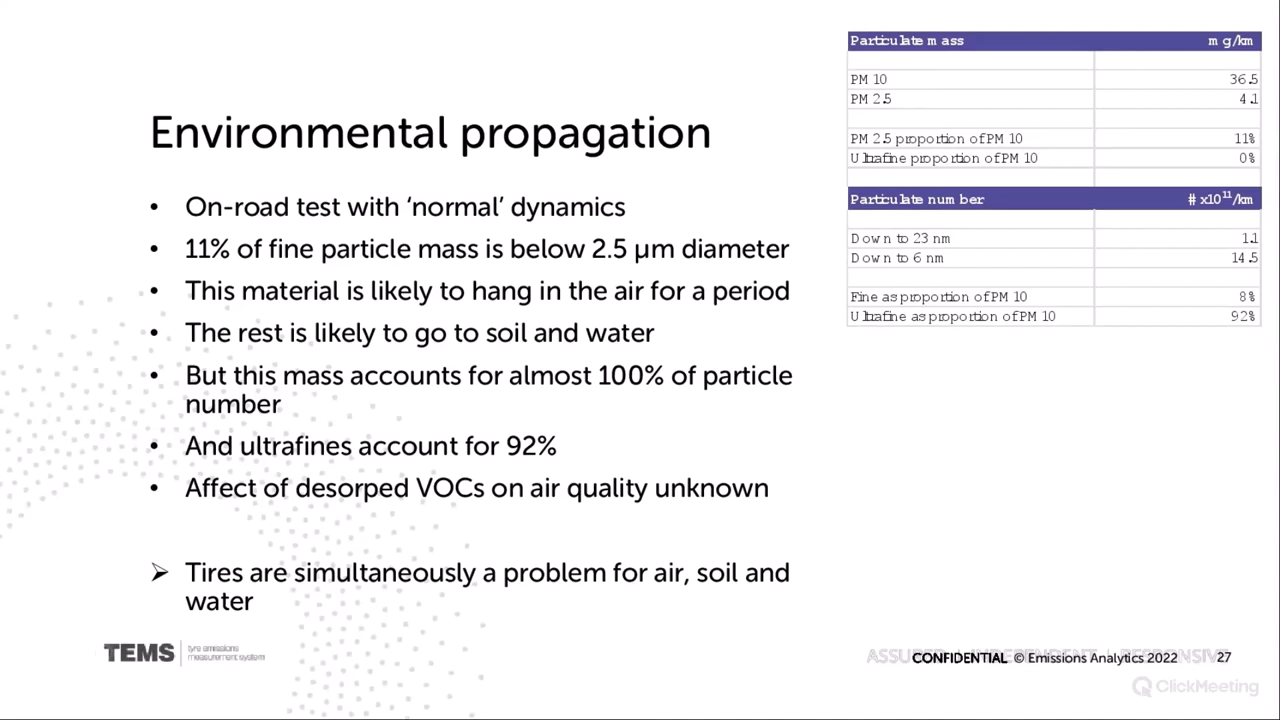 Particulate mass mg/km
PM 10 36.5
PM 2.5 4.1
PM 2.5 proportion of PM 10 11%
Ultrafine proportion of PM 10 0%
Particulate number # x10¹¹/km
Down to 23 nm 1.1
Down to 6 nm 14.5
Fine as proportion of PM 10 8%
Ultrafine as proportion of PM 10 92%
Environmental propagation
• On-road test with ‘normal’ dynamics
• 11% of fine particle mass is below 2.5 µm diameter
• This material is likely to hang in the air for a period
• The rest is likely to go to soil and water
• But this mass accounts for almost 100% of particle
number
• And ultrafines account for 92%
• Affect of desorped VOCs on air quality unknown
➢ Tires are simultaneously a problem for air, soil and
water
TEMS tyre emissions
measurement system
CONFIDENTIAL © Emissions Analytics 2022 27
ClickMeeting